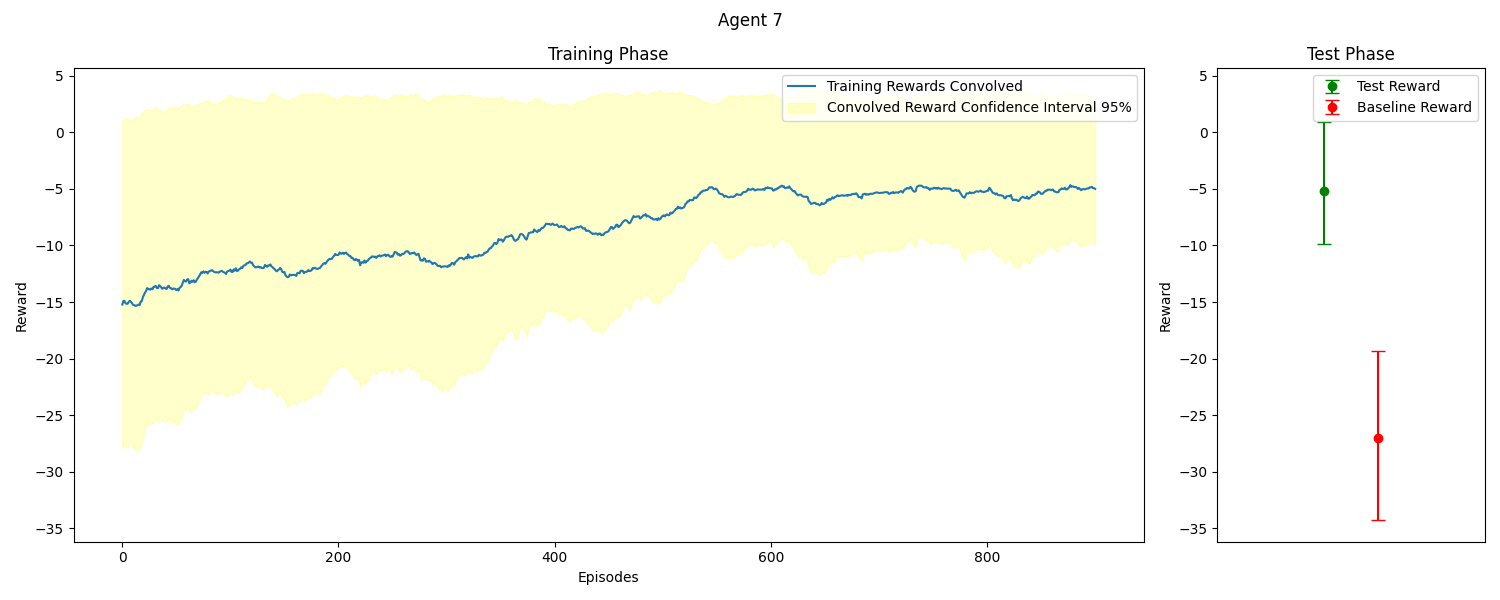 Agent 7
Training Phase
Training Rewards Convolved
Convolved Reward Confidence Interval 95%
5
0
−5
−10
−15
−20
−25
−30
−35
Reward
0
200
400
600
800
Episodes
Test Phase
Test Reward
Baseline Reward
5
0
−5
−10
−15
−20
−25
−30
−35
Reward